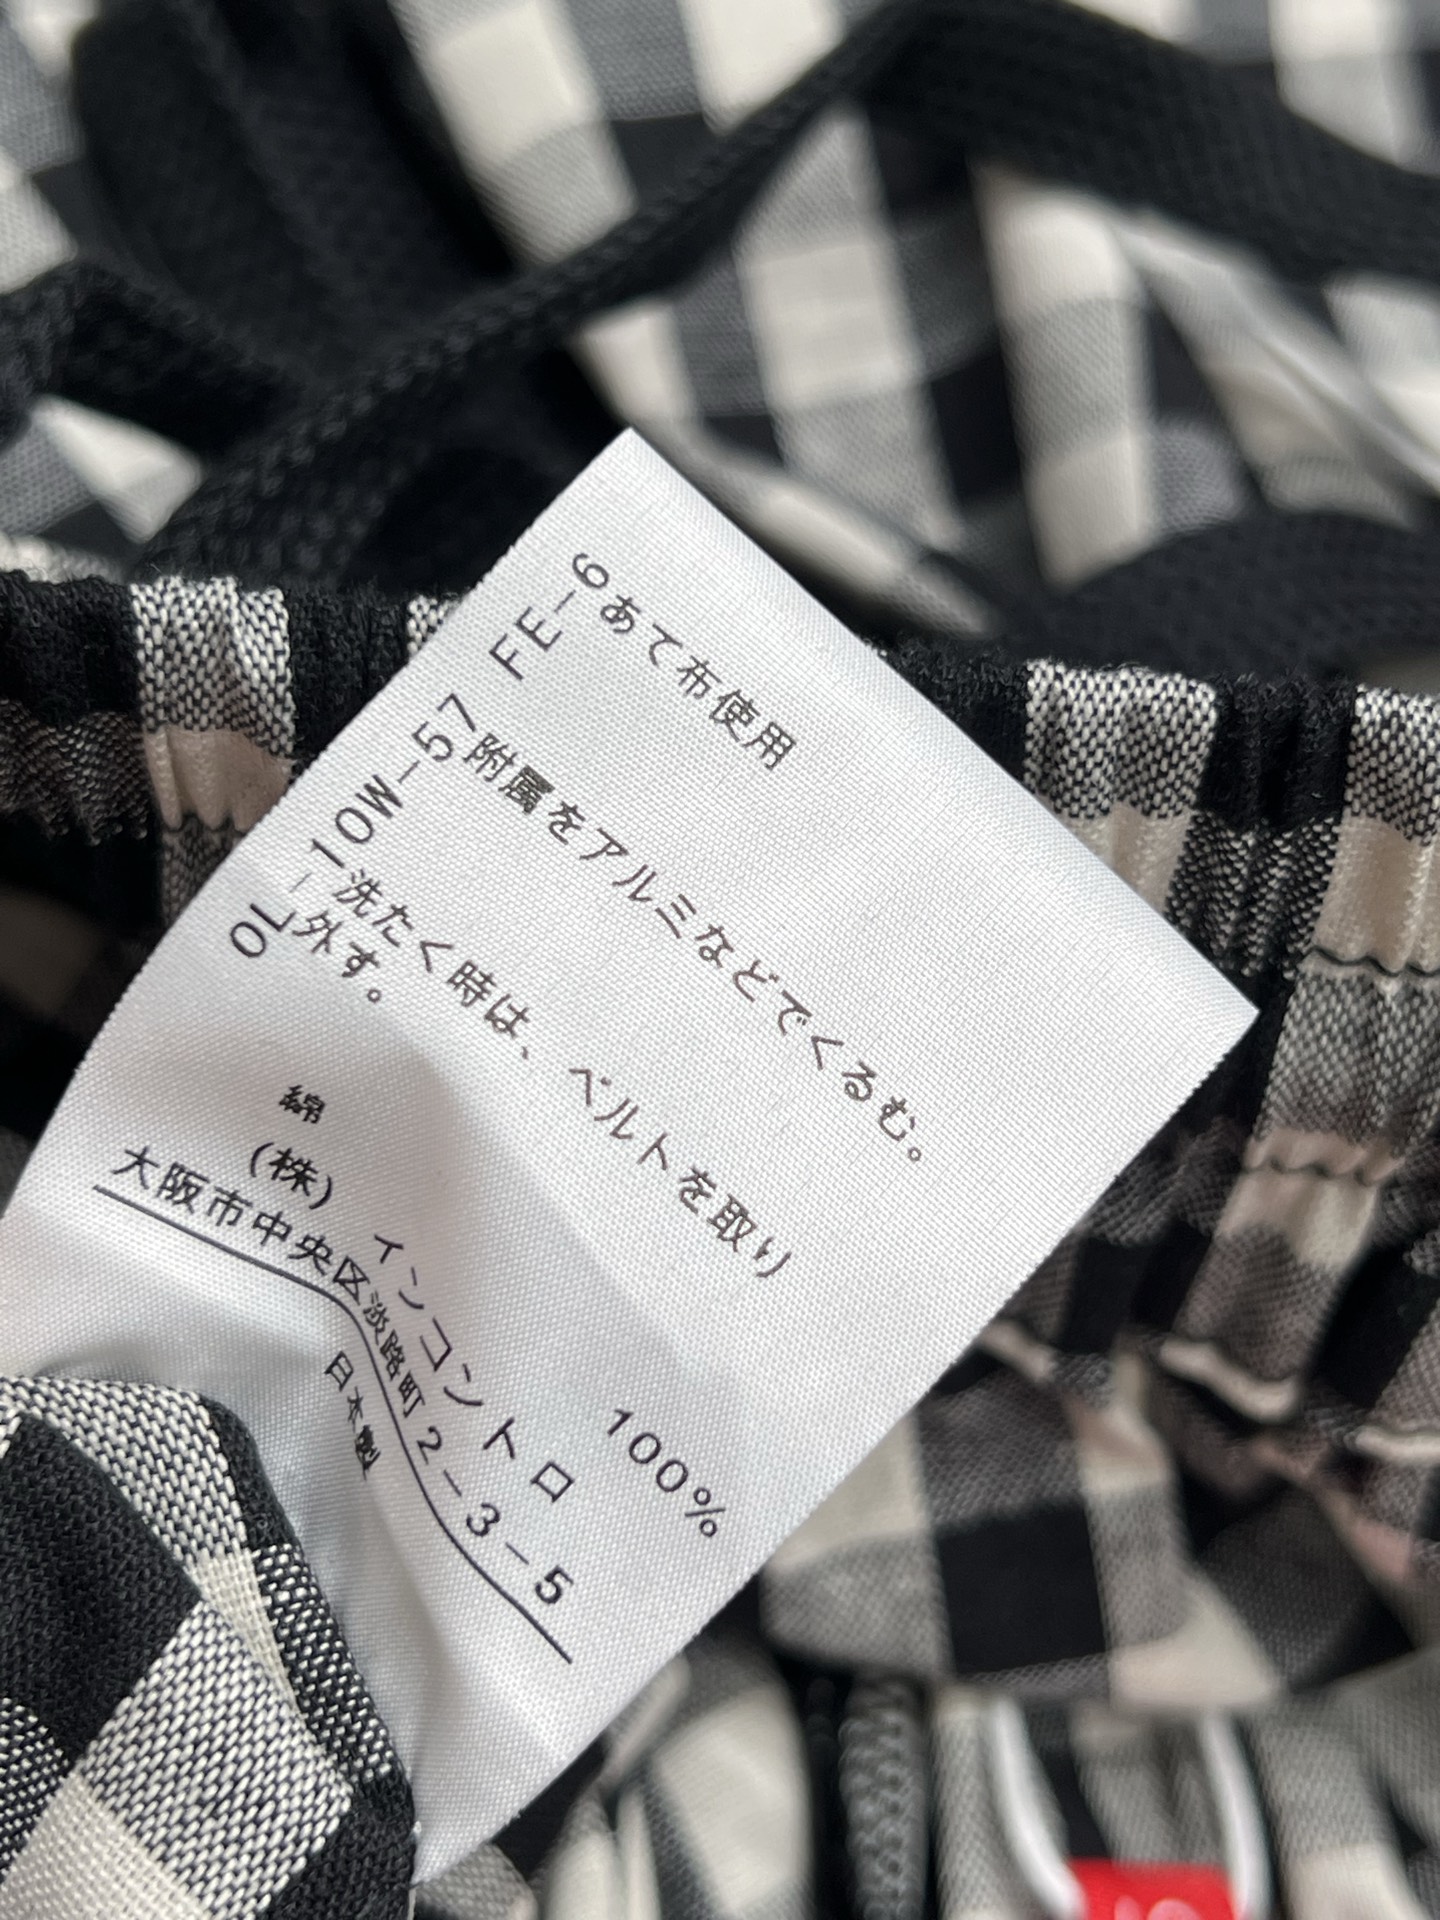 FE-6あて布使用
OW-57附属をアルミなどでくるむ。
OL-1洗たく時は、ベルトを取り
外す。
綿 100%
(株) インコントロ
大阪市中央区淡路町2-3-5
日本製